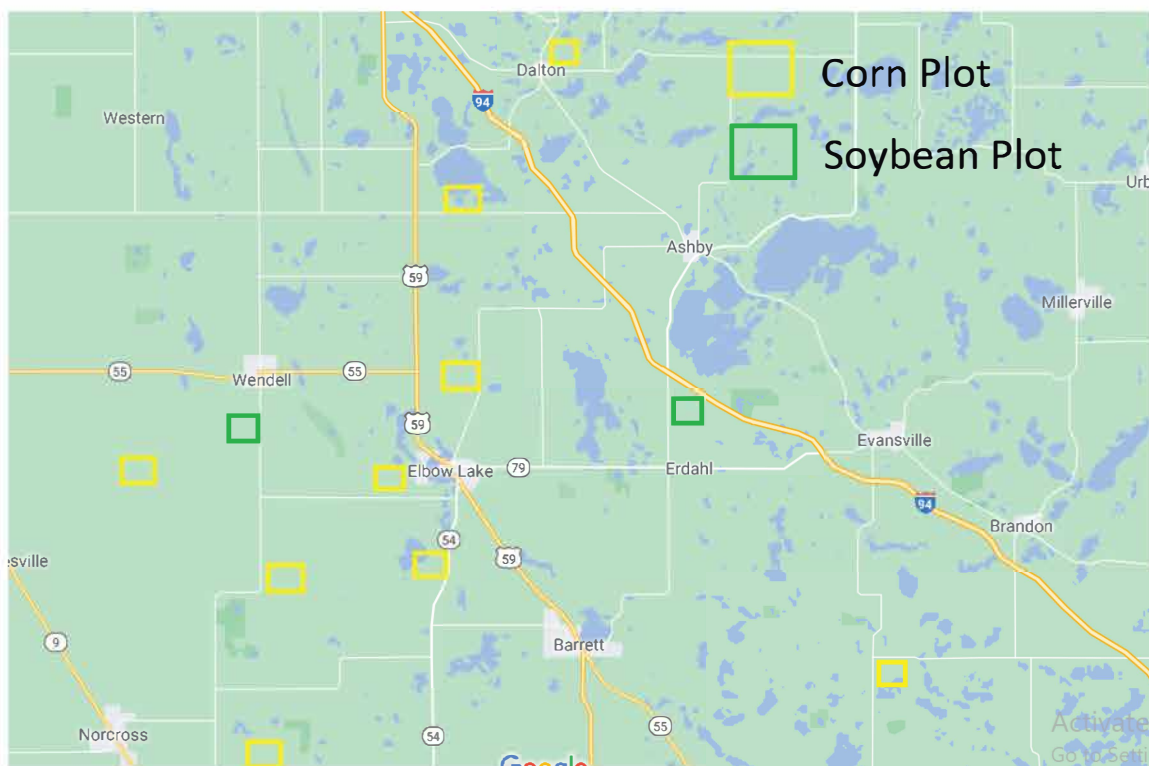 Dalton
94
Corn Plot
Western
Soybean Plot
Urb
Ashby
59
Millerville
55
Wendell
55
59
Evansville
Elbow Lake
79
Erdahl
94
Brandon
54
59
esville
9
Barrett
Norcross
54
55
Activate
Go to Setti
Google